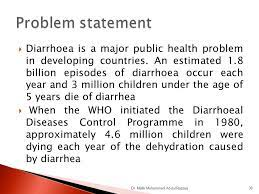 Problem statement
Diarrhoea is a major public health problem
in developing countries. An estimated 1.8
billion episodes of diarrhoea occur each
year and 3 million children under the age of
5 years die of diarrhea
When the WHO initiated the Diarrhoeal
Diseases Control Programme in 1980,
approximately 4.6 million children were
dying each year of the dehydration caused
by diarrhea
Dr. Malik Muhammad Abdul Razzaq